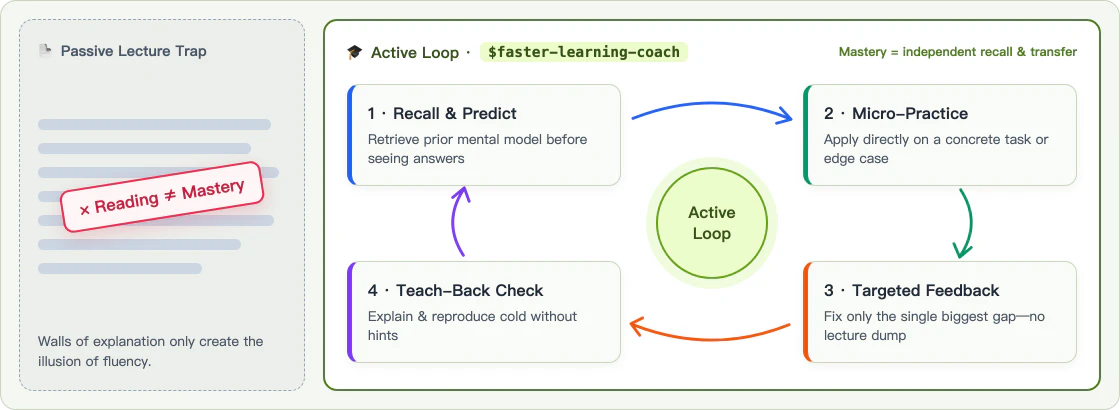 Passive Lecture Trap
× Reading ≠ Mastery
Walls of explanation only create the
illusion of fluency.
Active Loop · $faster-learning-coach
Mastery = independent recall & transfer
1 · Recall & Predict
Retrieve prior mental model before
seeing answers
2 · Micro-Practice
Apply directly on a concrete task or
edge case
Active
Loop
4 · Teach-Back Check
Explain & reproduce cold without
hints
3 · Targeted Feedback
Fix only the single biggest gap—no
lecture dump